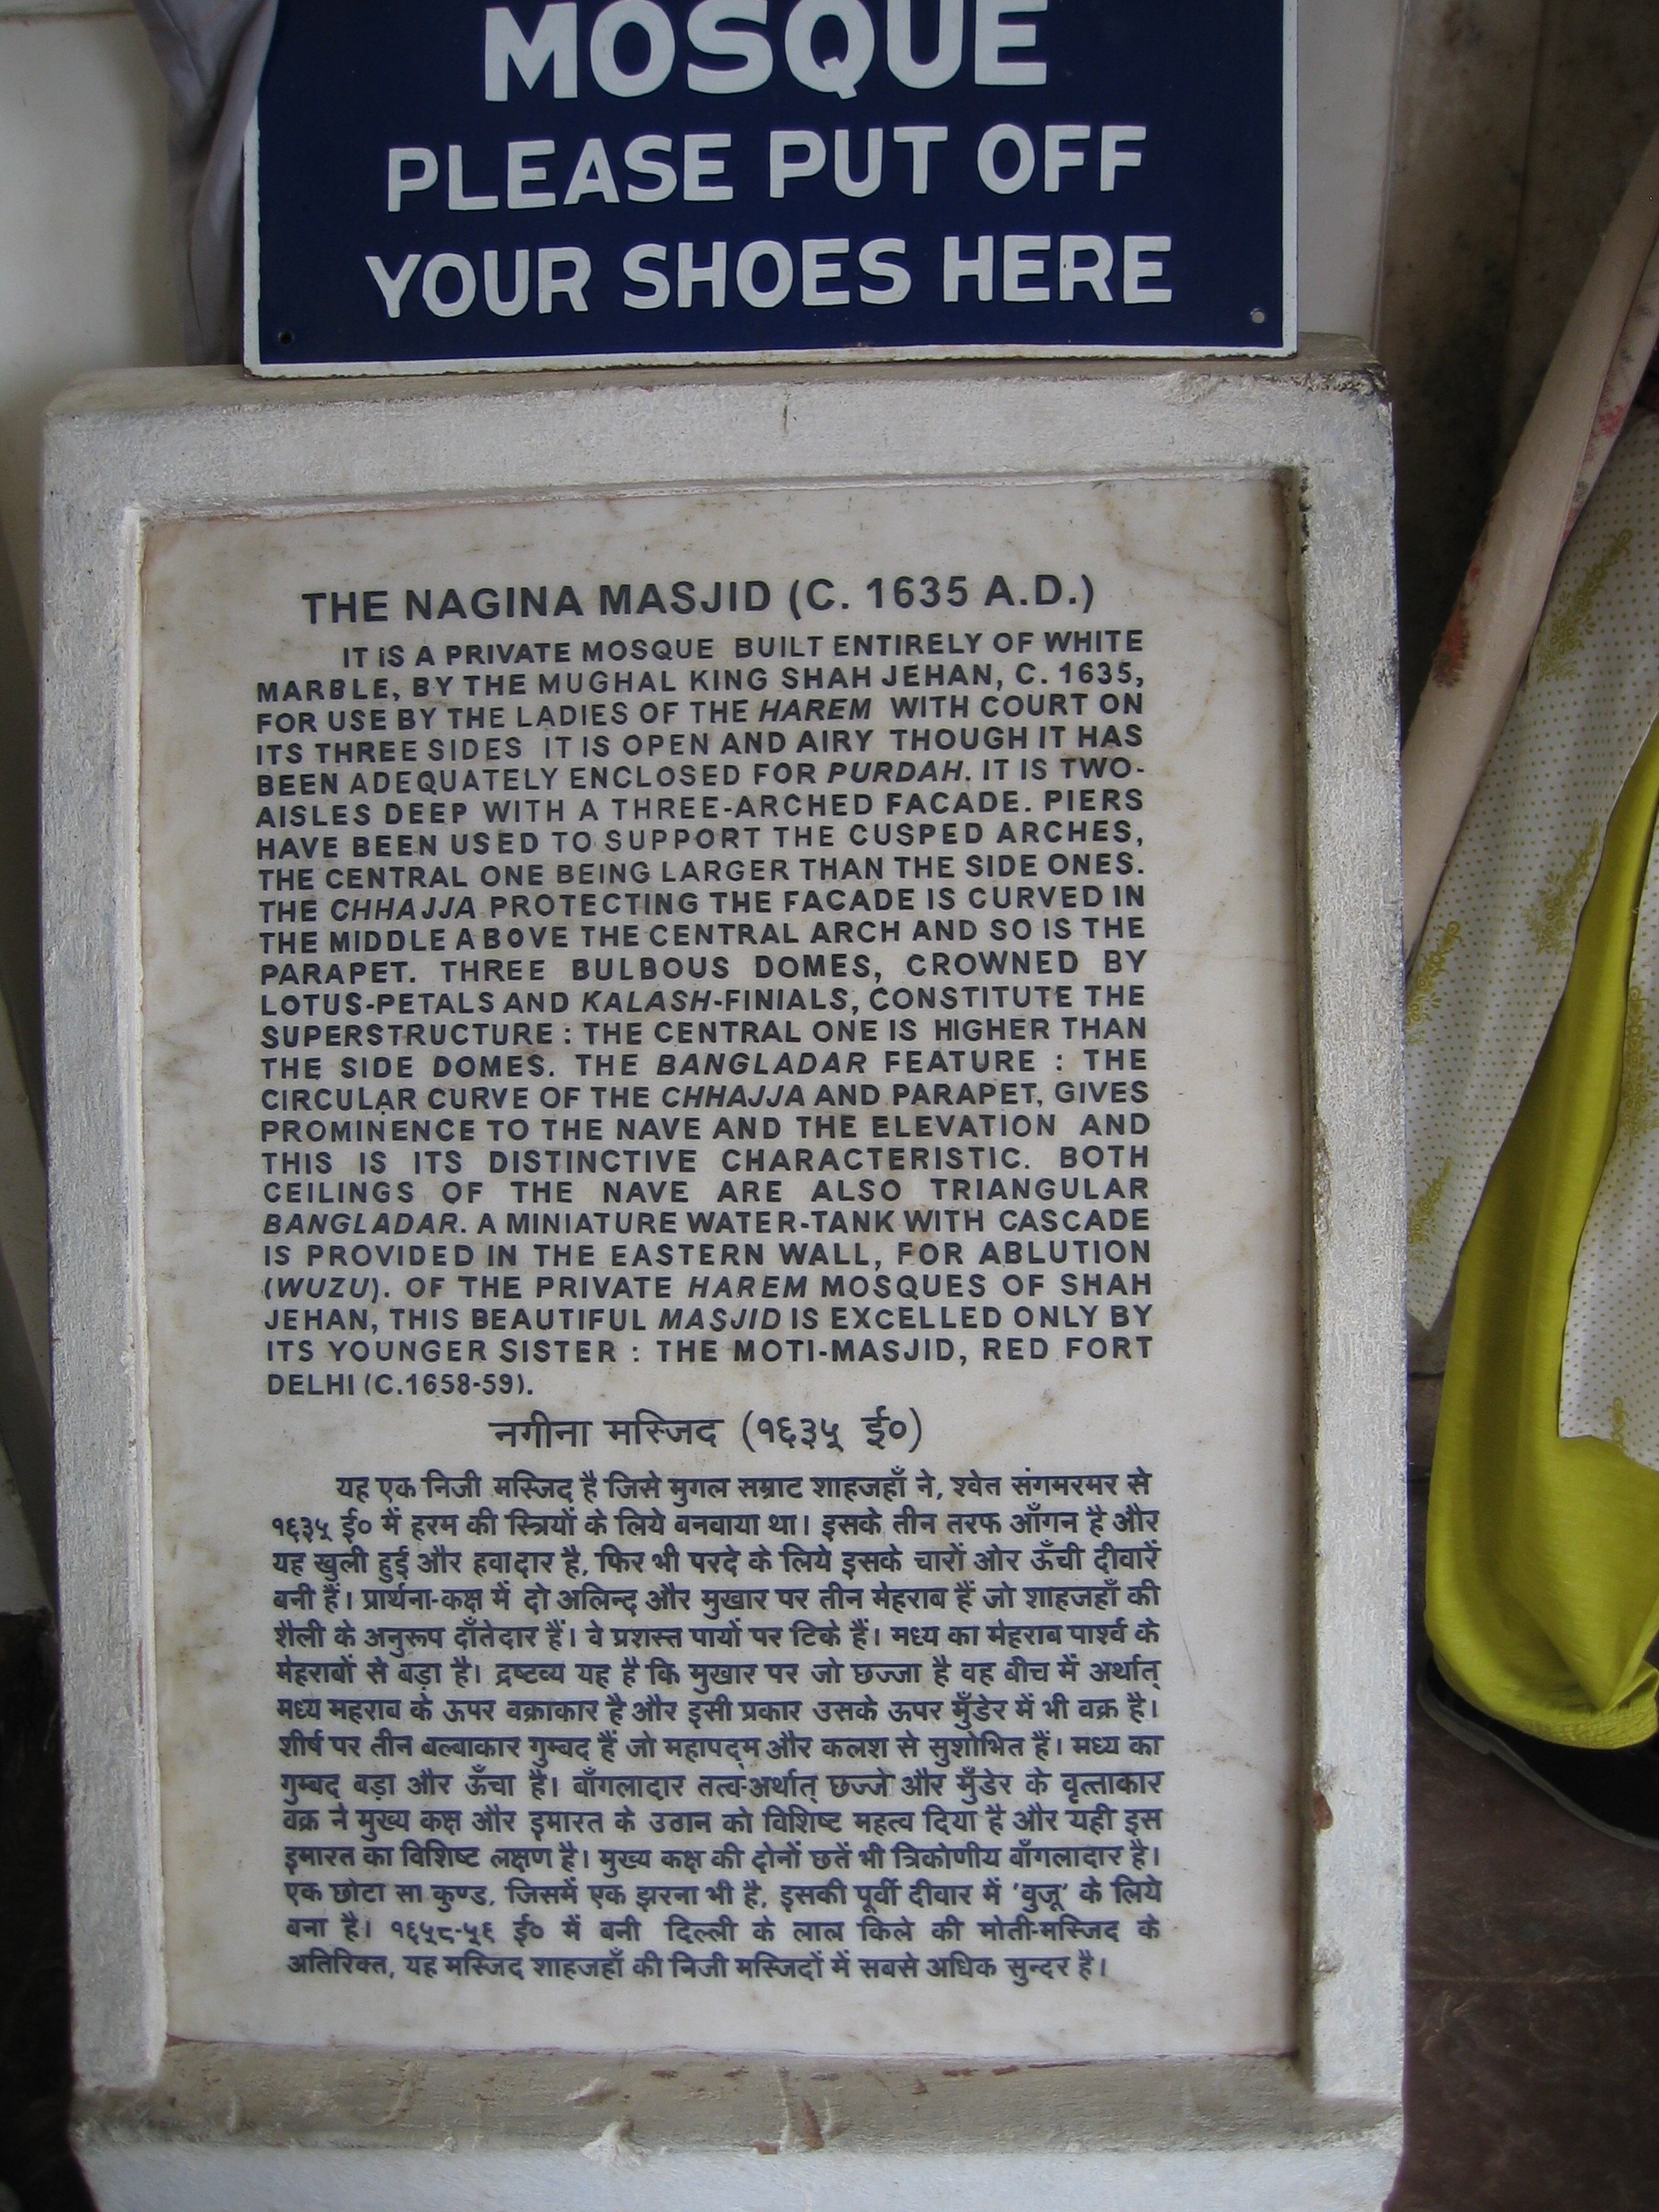 MOSQUE
PLEASE PUT OFF
YOUR SHOES HERE
THE NAGINA MASJID (C. 1635 A.D.)
IT IS A PRIVATE MOSQUE BUILT ENTIRELY OF WHITE
MARBLE, BY THE MUGHAL KING SHAH JEHAN, C. 1635,
FOR USE BY THE LADIES OF THE HAREM WITH COURT ON
ITS THREE SIDES IT IS OPEN AND AIRY THOUGH IT HAS
BEEN ADEQUATELY ENCLOSED FOR PURDAH. IT IS TWO-
AISLES DEEP WITH A THREE-ARCHED FACADE. PIERS
HAVE BEEN USED TO SUPPORT THE CUSPED ARCHES,
THE CENTRAL ONE BEING LARGER THAN THE SIDE ONES.
THE CHHAJJA PROTECTING THE FACADE IS CURVED IN
THE MIDDLE ABOVE THE CENTRAL ARCH AND SO IS THE
PARAPET. THREE BULBOUS DOMES, CROWNED BY
LOTUS-PETALS AND KALASH-FINIALS, CONSTITUTE THE
SUPERSTRUCTURE : THE CENTRAL ONE IS HIGHER THAN
THE SIDE DOMES. THE BANGLADAR FEATURE : THE
CIRCULAR CURVE OF THE CHHAJJA AND PARAPET, GIVES
PROMINENCE TO THE NAVE AND THE ELEVATION AND
THIS IS ITS DISTINCTIVE CHARACTERISTIC. BOTH
CEILINGS OF THE NAVE ARE ALSO TRIANGULAR
BANGLADAR. A MINIATURE WATER-TANK WITH CASCADE
IS PROVIDED IN THE EASTERN WALL, FOR ABLUTION
(WUZU). OF THE PRIVATE HAREM MOSQUES OF SHAH
JEHAN, THIS BEAUTIFUL MASJID IS EXCELLED ONLY BY
ITS YOUNGER SISTER : THE MOTI-MASJID, RED FORT
DELHI (C.1658-59).
नगीना मस्जिद (१६३५ ई०)
यह एक निजी मस्जिद है जिसे मुगल सम्राट शाहजहाँ ने, श्वेत संगमरमर से
१६३५ ई० में हरम की स्त्रियों के लिये बनवाया था। इसके तीन तरफ आँगन है और
यह खुली हुई और हवादार है, फिर भी परदे के लिये इसके चारों ओर ऊँची दीवारें
बनी हैं। प्रार्थना-कक्ष में दो अलिन्द और मुखार पर तीन मेहराब हैं जो शाहजहाँ की
शैली के अनुरूप दाँतेदार हैं। वे प्रशस्त पायों पर टिके हैं। मध्य का मेहराब पार्श्व के
मेहराबों से बड़ा है। द्रष्टव्य यह है कि मुखार पर जो छज्जा है वह बीच में अर्थात्
मध्य महराब के ऊपर वक्राकार है और इसी प्रकार उसके ऊपर मुँडेर में भी वक्र है।
शीर्ष पर तीन बल्बाकार गुम्बद हैं जो महापद्म और कलश से सुशोभित हैं। मध्य का
गुम्बद बड़ा और ऊँचा है। बाँगलादार तत्व-अर्थात् छज्जे और मुँडेर के वृत्ताकार
वक्र ने मुख्य कक्ष और इमारत के उठान को विशिष्ट महत्व दिया है और यही इस
इमारत का विशिष्ट लक्षण है। मुख्य कक्ष की दोनों छतें भी त्रिकोणीय बाँगलादार है।
एक छोटा सा कुण्ड, जिसमें एक झरना भी है, इसकी पूर्वी दीवार में 'वुजू' के लिये
बना है। १६५८-५६ ई० में बनी दिल्ली के लाल किले की मोती-मस्जिद के
अतिरिक्त, यह मस्जिद शाहजहाँ की निजी मस्जिदों में सबसे अधिक सुन्दर है।